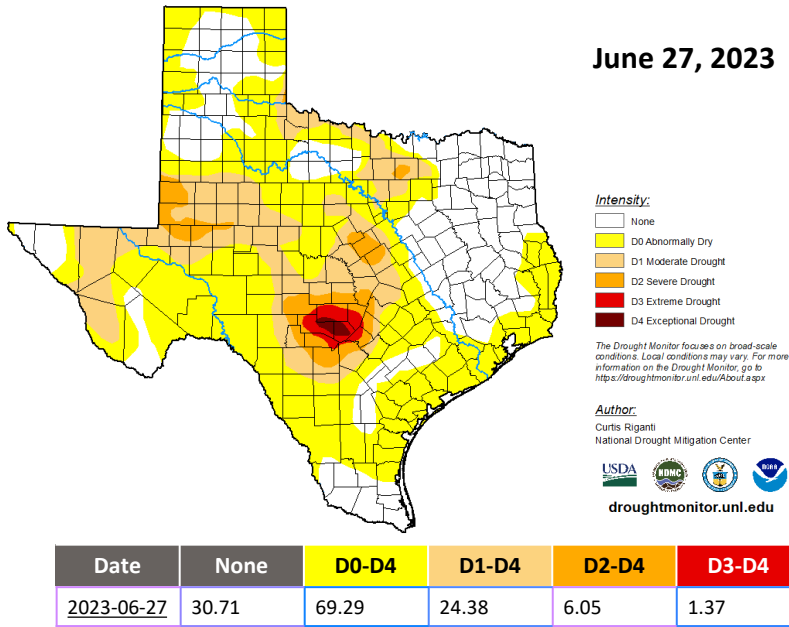 June 27, 2023
Intensity:
None
D0 Abnormally Dry
D1 Moderate Drought
D2 Severe Drought
D3 Extreme Drought
D4 Exceptional Drought
The Drought Monitor focuses on broad-scale
conditions. Local conditions may vary. For more
information on the Drought Monitor, go to
https://droughtmonitor.unl.edu/About.aspx
Author:
Curtis Riganti
National Drought Mitigation Center
USDA NDMC NOAA
droughtmonitor.unl.edu
Date None D0-D4 D1-D4 D2-D4 D3-D4
2023-06-27 30.71 69.29 24.38 6.05 1.37